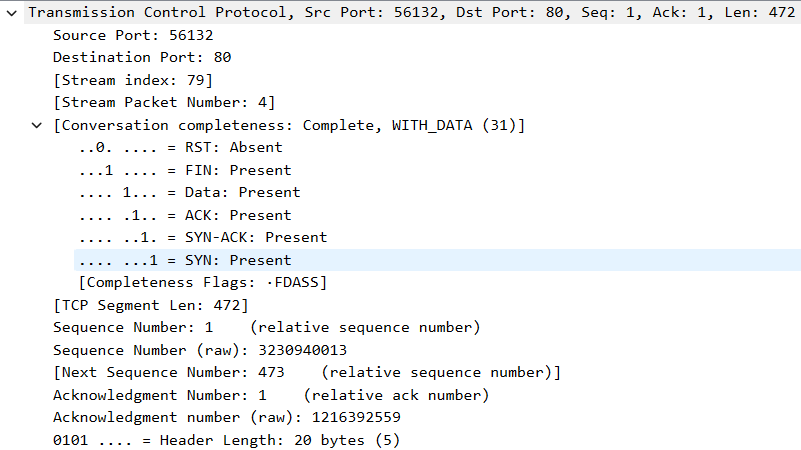 Transmission Control Protocol, Src Port: 56132, Dst Port: 80, Seq: 1, Ack: 1, Len: 472
Source Port: 56132
Destination Port: 80
[Stream index: 79]
[Stream Packet Number: 4]
[Conversation completeness: Complete, WITH_DATA (31)]
..0. .... = RST: Absent
...1 .... = FIN: Present
.... 1... = Data: Present
.... .1.. = ACK: Present
.... ..1. = SYN-ACK: Present
.... ...1 = SYN: Present
[Completeness Flags: ·FDASS]
[TCP Segment Len: 472]
Sequence Number: 1    (relative sequence number)
Sequence Number (raw): 3230940013
[Next Sequence Number: 473    (relative sequence number)]
Acknowledgment Number: 1    (relative ack number)
Acknowledgment number (raw): 1216392559
0101 .... = Header Length: 20 bytes (5)